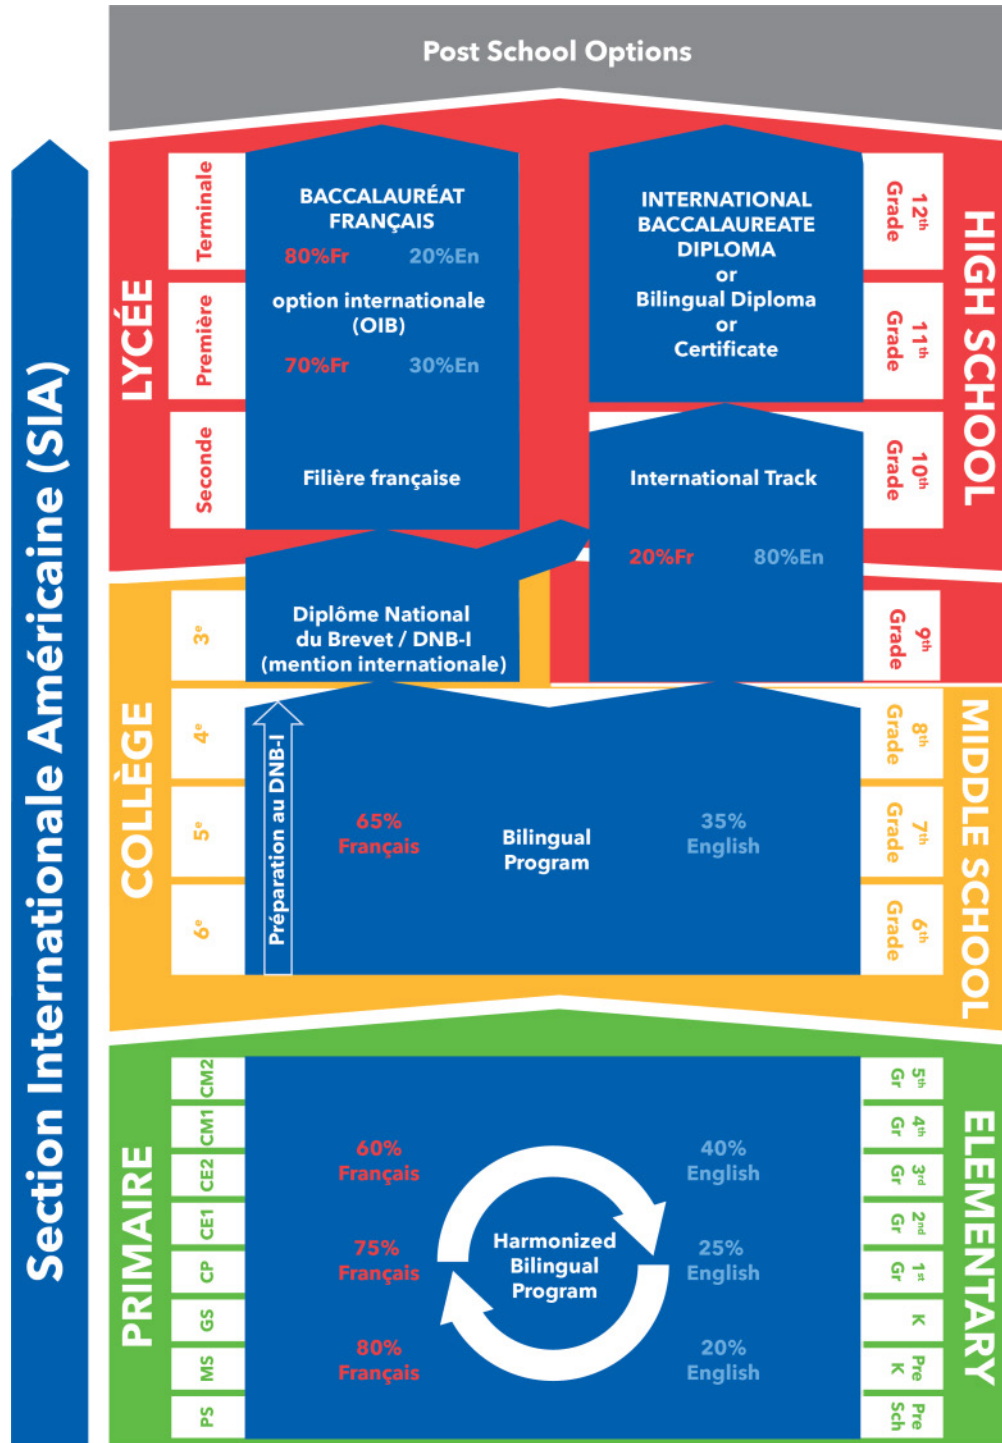 Post School Options
Section Internationale Américaine (SIA)
LYCÉE
Terminale
Première
Seconde
BACCALAURÉAT
FRANÇAIS
80%Fr 20%En
option internationale
(OIB)
70%Fr 30%En
Filière française
INTERNATIONAL
BACCALAUREATE
DIPLOMA
or
Bilingual Diploma
or
Certificate
International Track
20%Fr 80%En
12th
Grade
11th
Grade
10th
Grade
9th
Grade
HIGH SCHOOL
COLLÈGE
3e
4e
5e
6e
Diplôme National
du Brevet / DNB-I
(mention internationale)
Préparation au DNB-I
65%
Français
Bilingual
Program
35%
English
8th
Grade
7th
Grade
6th
Grade
MIDDLE SCHOOL
PRIMAIRE
CM2
CM1
CE2
CE1
CP
GS
MS
PS
60%
Français
40%
English
75%
Français
Harmonized
Bilingual
Program
25%
English
80%
Français
20%
English
5th
Gr
4th
Gr
3rd
Gr
2nd
Gr
1st
Gr
K
Pre
K
Pre
Sch
ELEMENTARY